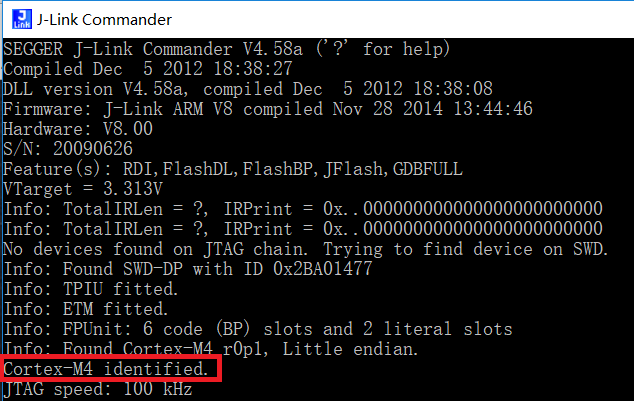 J-Link
J-Link Commander
SEGGER J-Link Commander V4.58a ('?' for help)
Compiled Dec  5 2012 18:38:27
DLL version V4.58a, compiled Dec  5 2012 18:38:08
Firmware: J-Link ARM V8 compiled Nov 28 2014 13:44:46
Hardware: V8.00
S/N: 20090626
Feature(s): RDI,FlashDL,FlashBP,JFlash,GDBFULL
VTarget = 3.313V
Info: TotalIRLen = ?, IRPrint = 0x..000000000000000000000000
Info: TotalIRLen = ?, IRPrint = 0x..000000000000000000000000
No devices found on JTAG chain. Trying to find device on SWD.
Info: Found SWD-DP with ID 0x2BA01477
Info: TPIU fitted.
Info: ETM fitted.
Info: FPUnit: 6 code (BP) slots and 2 literal slots
Info: Found Cortex-M4 r0p1, Little endian.
Cortex-M4 identified.
JTAG speed: 100 kHz